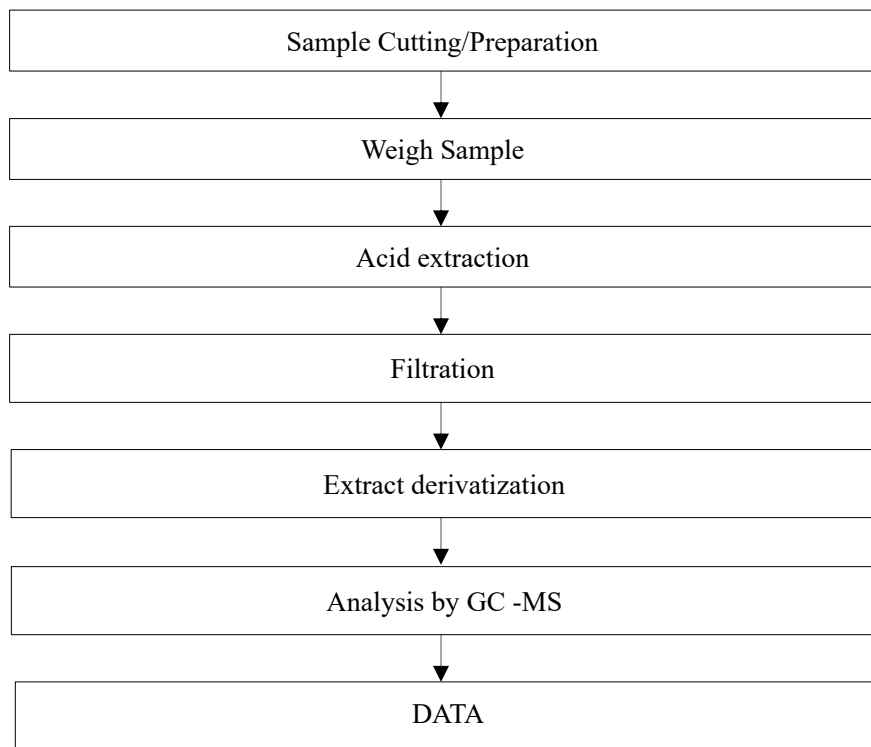 Sample Cutting/Preparation
Weigh Sample
Acid extraction
Filtration
Extract derivatization
Analysis by GC -MS
DATA